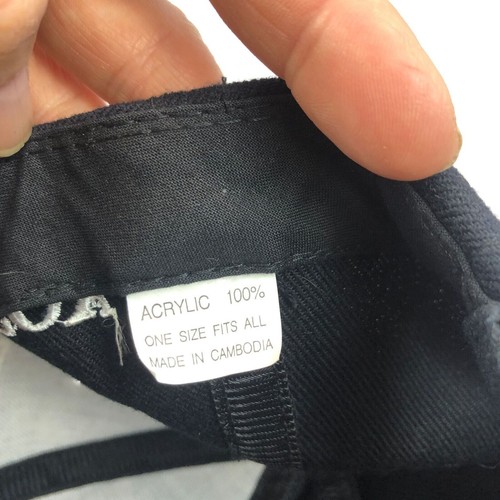 ACRYLIC 100%
ONE SIZE FITS ALL
MADE IN CAMBODIA